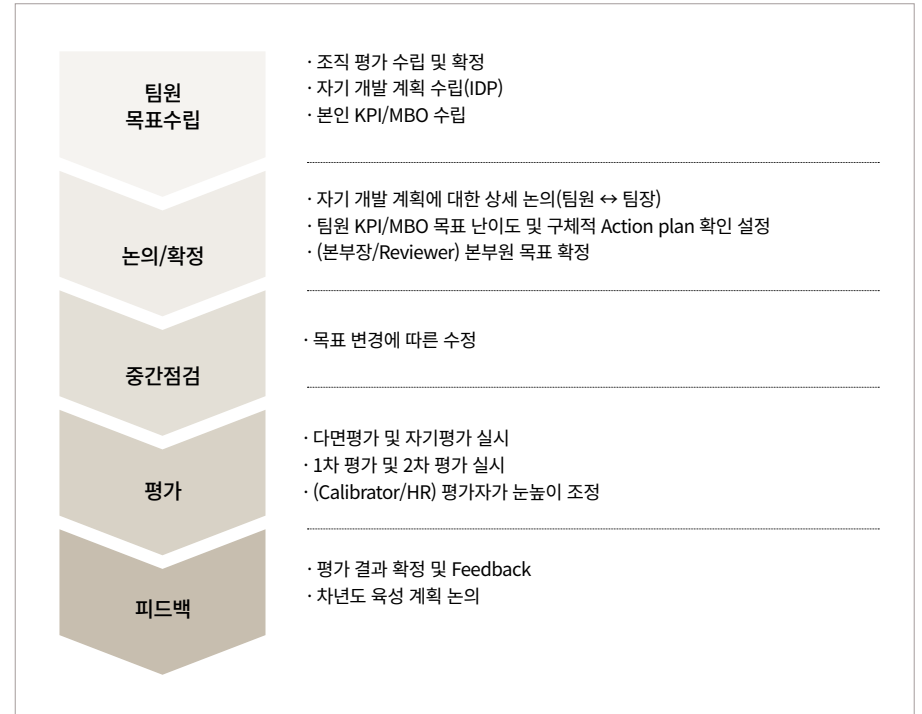 팀원
목표수립
· 조직 평가 수립 및 확정
· 자기 개발 계획 수립(IDP)
· 본인 KPI/MBO 수립
논의/확정
· 자기 개발 계획에 대한 상세 논의(팀원 ↔ 팀장)
· 팀원 KPI/MBO 목표 난이도 및 구체적 Action plan 확인 설정
· (본부장/Reviewer) 본부원 목표 확정
중간점검
· 목표 변경에 따른 수정
평가
· 다면평가 및 자기평가 실시
· 1차 평가 및 2차 평가 실시
· (Calibrator/HR) 평가자가 눈높이 조정
피드백
· 평가 결과 확정 및 Feedback
· 차년도 육성 계획 논의